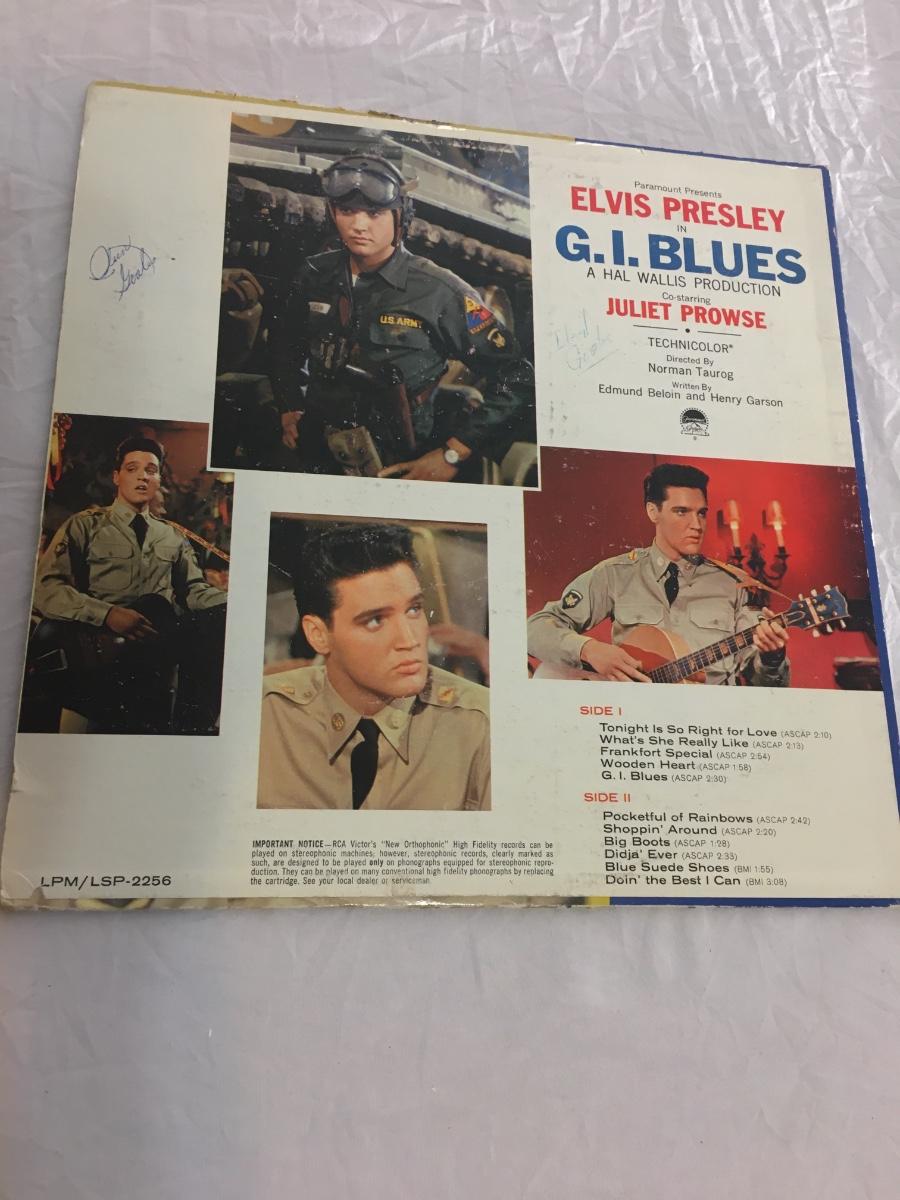 Paramount Presents
ELVIS PRESLEY
IN
G.I. BLUES
A HAL WALLIS PRODUCTION
Co-starring
JULIET PROWSE
TECHNICOLOR®
Directed By
Norman Taurog
Written By
Edmund Beloin and Henry Garson
U.S. ARMY
SIDE I
Tonight Is So Right for Love (ASCAP 2:10)
What's She Really Like (ASCAP 2:13)
Frankfort Special (ASCAP 2:54)
Wooden Heart (ASCAP 1:58)
G. I. Blues (ASCAP 2:30)
SIDE II
Pocketful of Rainbows (ASCAP 2:42)
Shoppin' Around (ASCAP 2:20)
Big Boots (ASCAP 1:28)
Didja' Ever (ASCAP 2:33)
Blue Suede Shoes (BMI 1:55)
Doin' the Best I Can (BMI 3:08)
IMPORTANT NOTICE—RCA Victor's "New Orthophonic" High Fidelity records can be
played on stereophonic machines; however, stereophonic records, clearly marked as
such, are designed to be played only on phonographs equipped for stereophonic repro-
duction. They can be played on many conventional high fidelity phonographs by replacing
the cartridge. See your local dealer or serviceman.
LPM/LSP-2256